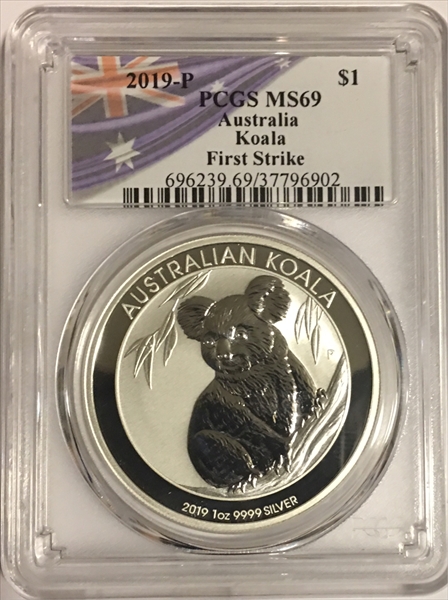 2019-P $1
PCGS MS69
Australia
Koala
First Strike
696239.69/37796902
AUSTRALIAN KOALA
P
2019 1oz 9999 SILVER